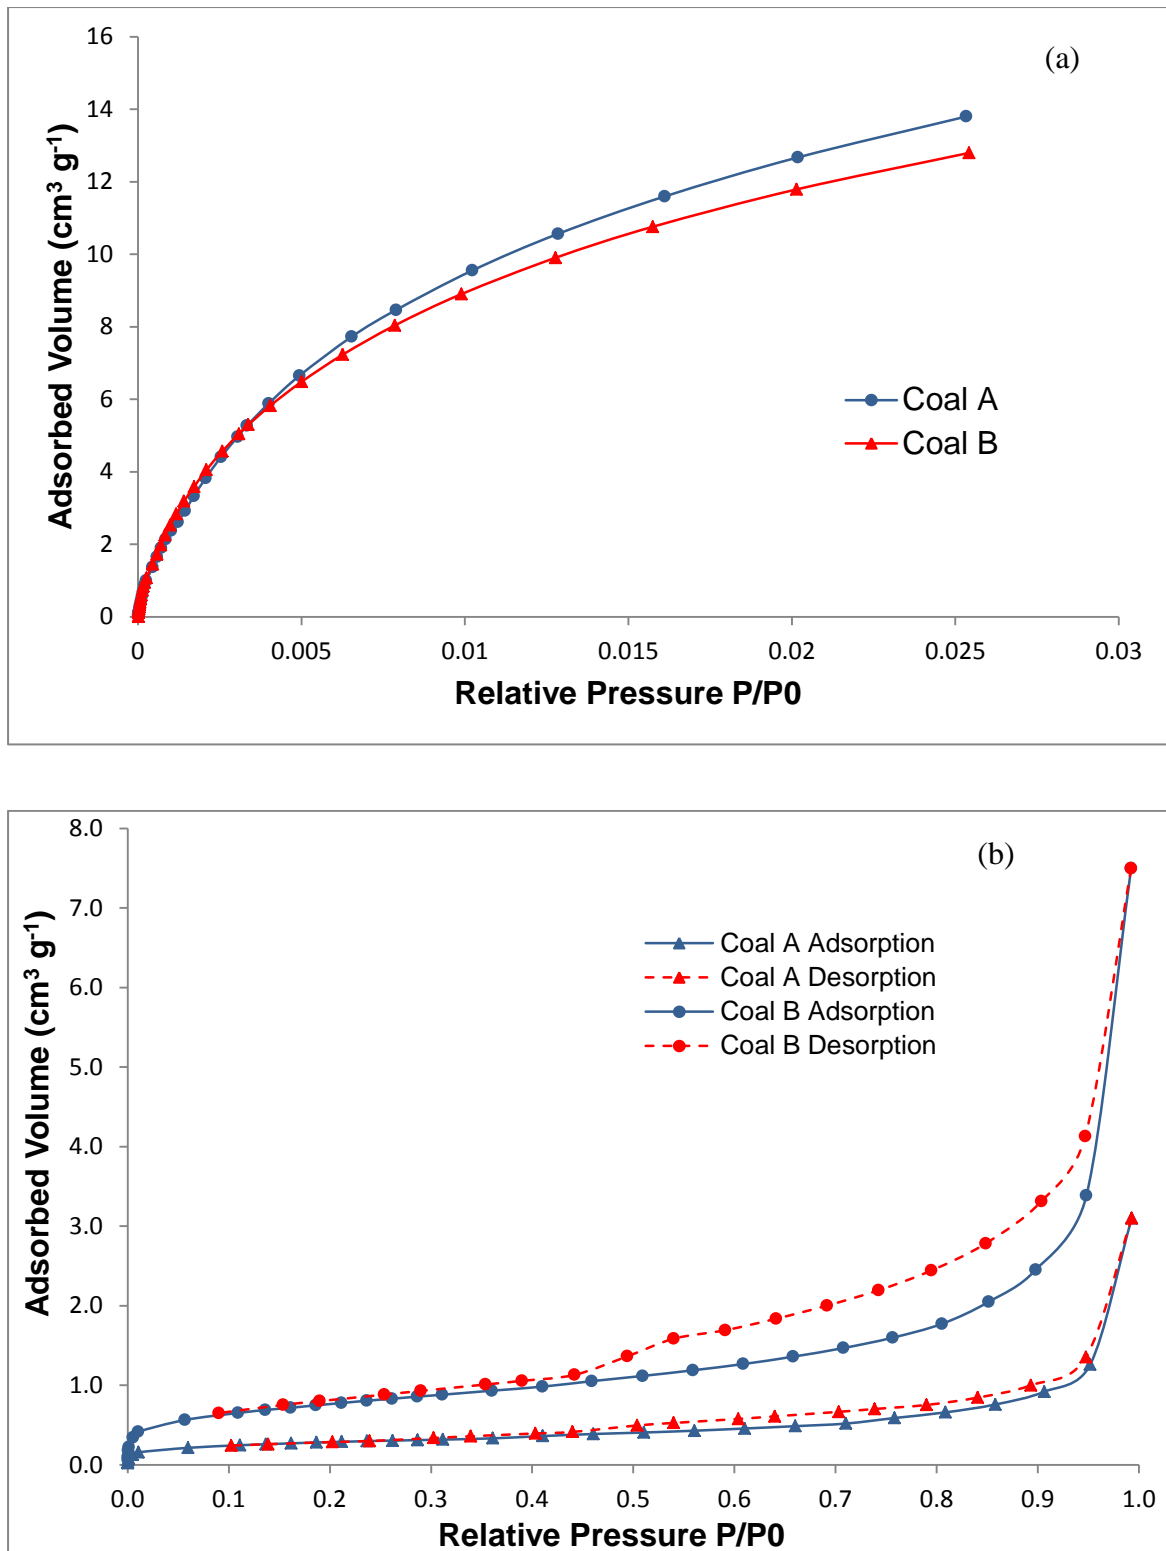 (a)
Adsorbed Volume (cm³ g⁻¹)
16
14
12
10
8
6
4
2
0
Coal A
Coal B
0 0.005 0.01 0.015 0.02 0.025 0.03
Relative Pressure P/P0
(b)
Adsorbed Volume (cm³ g⁻¹)
8.0
7.0
6.0
5.0
4.0
3.0
2.0
1.0
0.0
Coal A Adsorption
Coal A Desorption
Coal B Adsorption
Coal B Desorption
0.0 0.1 0.2 0.3 0.4 0.5 0.6 0.7 0.8 0.9 1.0
Relative Pressure P/P0